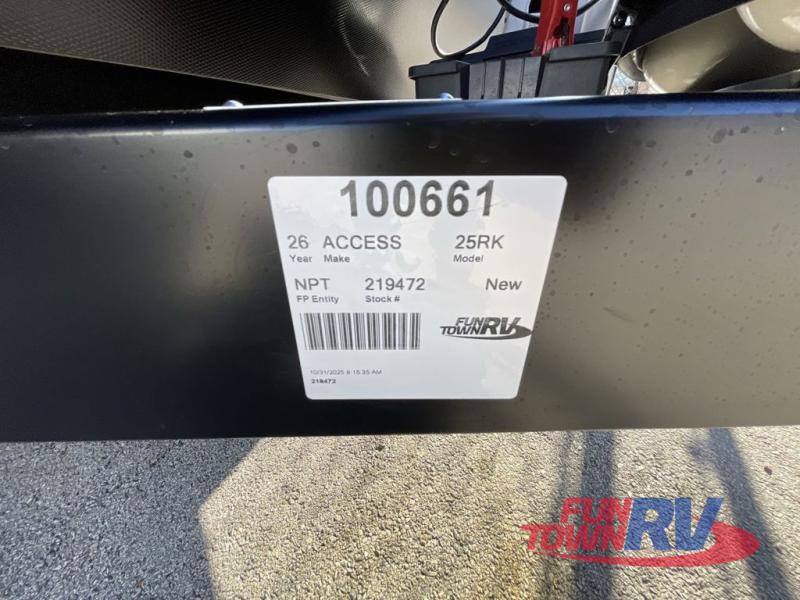 100661
26 ACCESS 25RK
Year Make Model
NPT 219472 New
FP Entity Stock #
FUN
TOWN RV
10/31/2025 8:15:35 AM
219472
FUN
TOWN RV